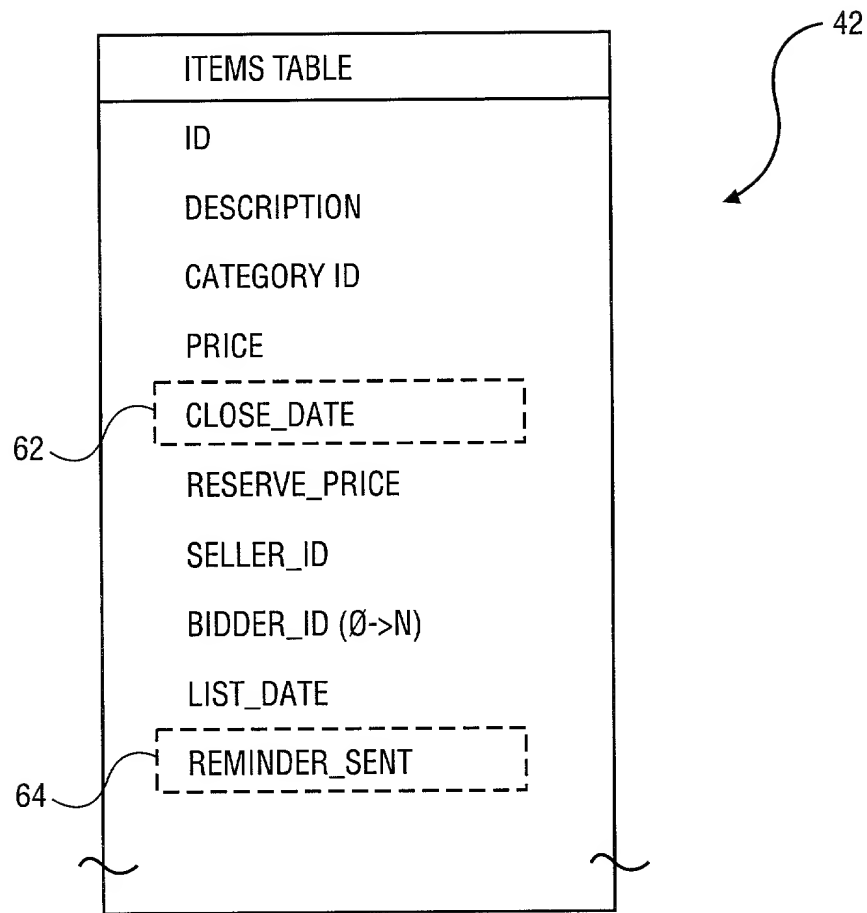 42
ITEMS TABLE
ID
DESCRIPTION
CATEGORY ID
PRICE
62
CLOSE_DATE
RESERVE_PRICE
SELLER_ID
BIDDER_ID (Ø->N)
LIST_DATE
64
REMINDER_SENT